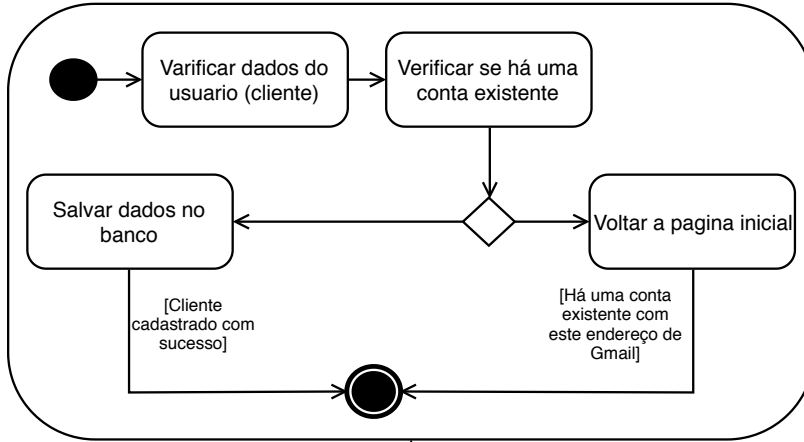 Varificar dados do
usuario (cliente)
Verificar se há uma
conta existente
Salvar dados no
banco
Voltar a pagina inicial
[Cliente
cadastrado com
sucesso]
[Há uma conta
existente com
este endereço de
Gmail]